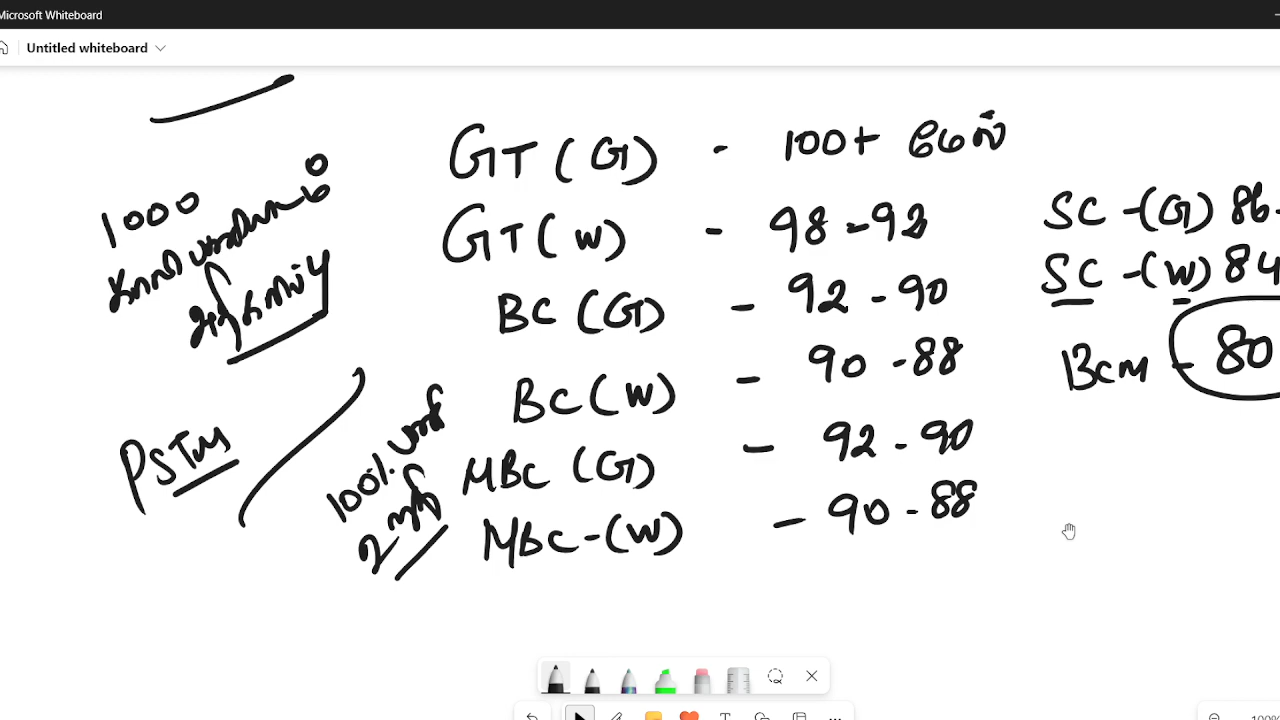 Microsoft Whiteboard
Untitled whiteboard
GT (G) - 100+ மேல்
GT (W) - 98 - 92
BC (G) - 92 - 90
BC (W) - 90 - 88
MBC (G) - 92 - 90
MBC - (W) - 90 - 88
SC - (G) 86
SC - (W) 84
BCM - 80
1000
PSTM
100%
100%